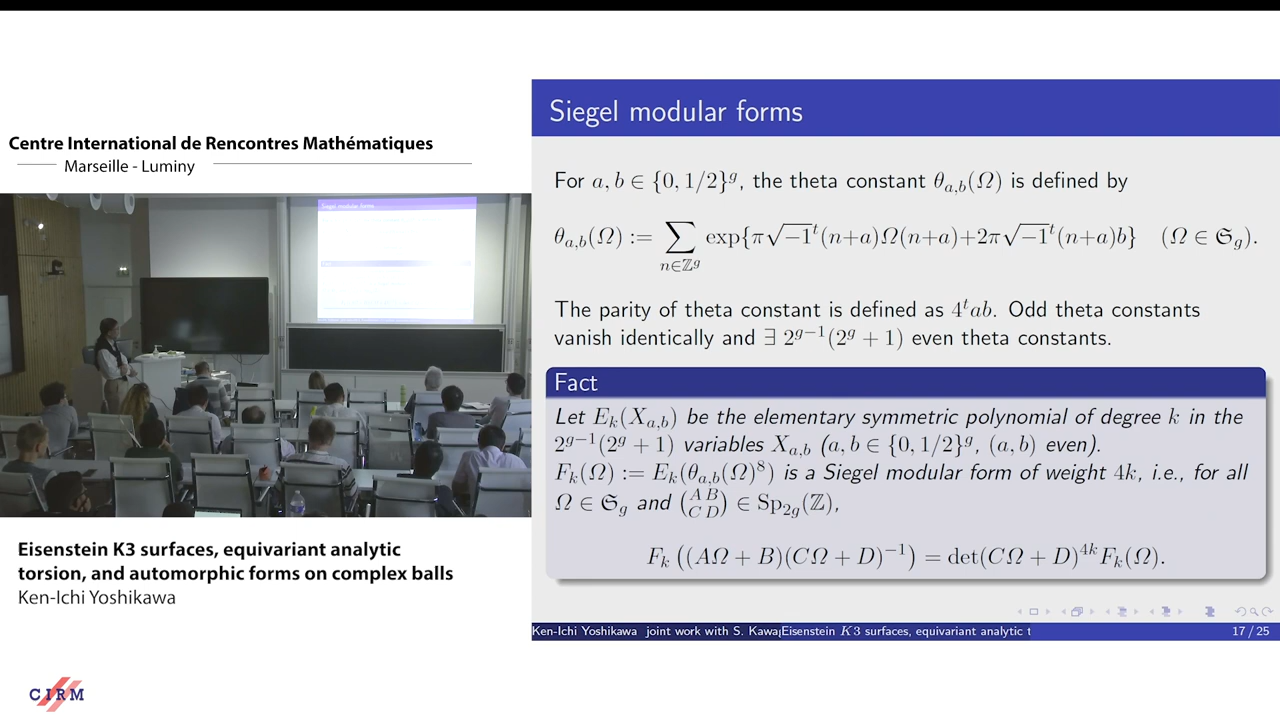 Centre International de Rencontres Mathématiques
Marseille - Luminy
Siegel modular forms
Eisenstein K3 surfaces, equivariant analytic
torsion, and automorphic forms on complex balls
Ken-Ichi Yoshikawa
CIRM
Siegel modular forms
For a, b ∈ {0, 1/2}^g, the theta constant θ_{a,b}(Ω) is defined by
θ_{a,b}(Ω) := ∑_{n∈ℤ^g} exp{π√−1 ^t(n+a)Ω(n+a)+2π√−1 ^t(n+a)b} (Ω ∈ 𝔖_g).
The parity of theta constant is defined as 4^t ab. Odd theta constants
vanish identically and ∃ 2^{g−1}(2^g + 1) even theta constants.
Fact
Let E_k(X_{a,b}) be the elementary symmetric polynomial of degree k in the
2^{g−1}(2^g + 1) variables X_{a,b} (a, b ∈ {0, 1/2}^g, (a, b) even).
F_k(Ω) := E_k(θ_{a,b}(Ω)^8) is a Siegel modular form of weight 4k, i.e., for all
Ω ∈ 𝔖_g and (A B C D) ∈ Sp_{2g}(ℤ),
F_k ((AΩ + B)(CΩ + D)^{−1}) = det(CΩ + D)^{4k} F_k(Ω).
Ken-Ichi Yoshikawa joint work with S. Kawa
Eisenstein K3 surfaces, equivariant analytic t
17 / 25